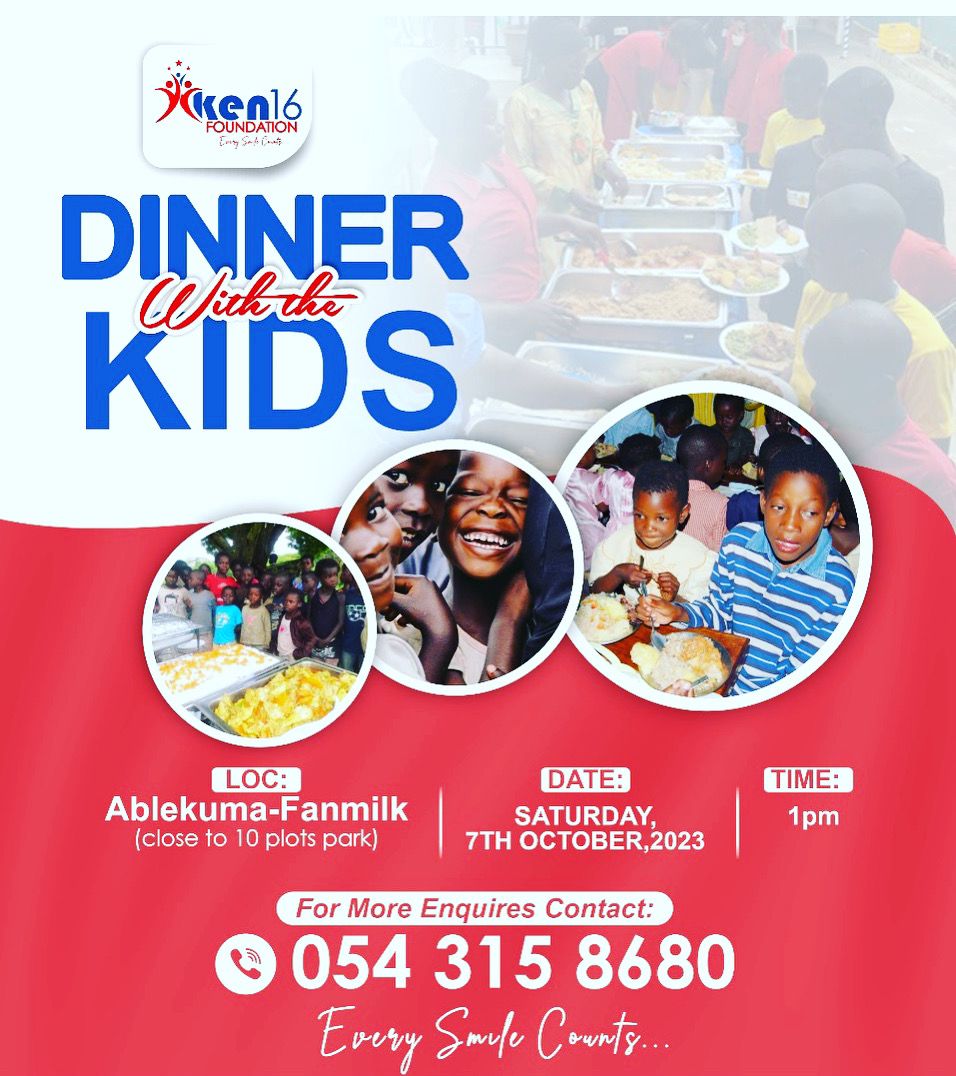 ken16
FOUNDATION
Every Smile Counts
DINNER
With the
KIDS
LOC:
Ablekuma-Fanmilk
(close to 10 plots park)
DATE:
SATURDAY,
7TH OCTOBER,2023
TIME:
1pm
For More Enquires Contact:
054 315 8680
Every Smile Counts...